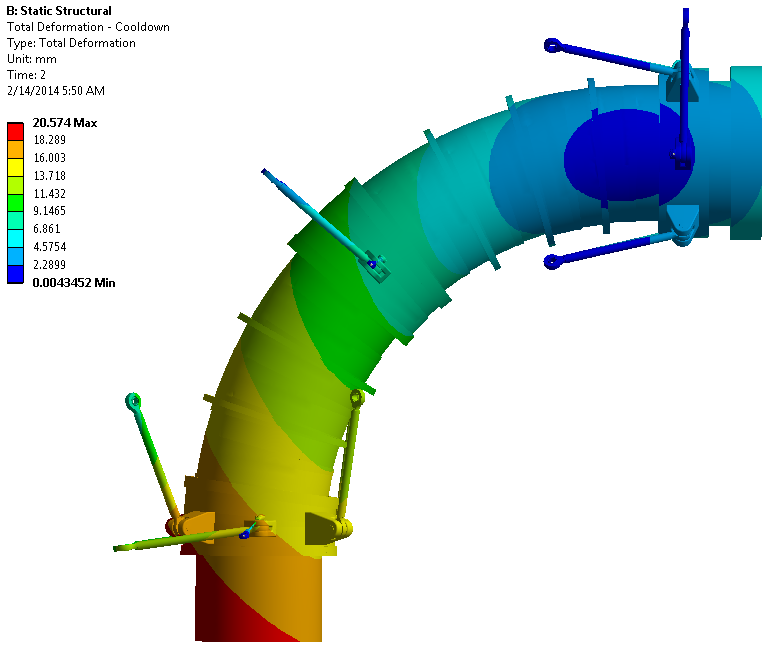 B: Static Structural
Total Deformation - Cooldown
Type: Total Deformation
Unit: mm
Time: 2
2/14/2014 5:50 AM
20.574 Max
18.289
16.003
13.718
11.432
9.1465
6.861
4.5754
2.2899
0.0043452 Min